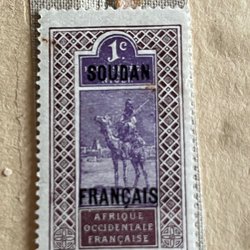 1c
SOUDAN
FRANÇAIS
AFRIQUE
OCCIDENTALE
FRANÇAISE